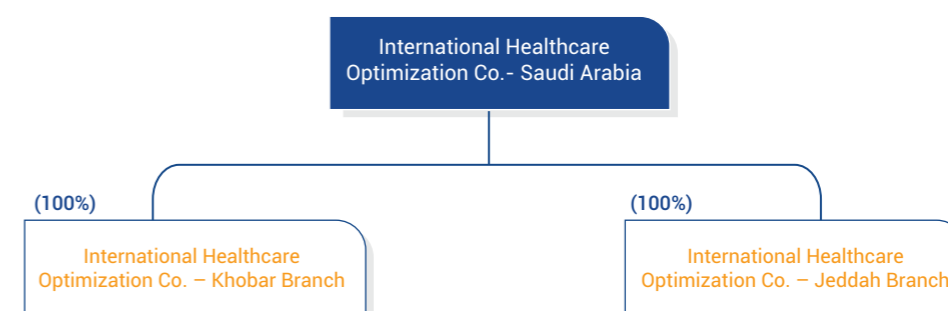 International Healthcare
Optimization Co.- Saudi Arabia
(100%)
(100%)
International Healthcare
Optimization Co. – Khobar Branch
International Healthcare
Optimization Co. – Jeddah Branch